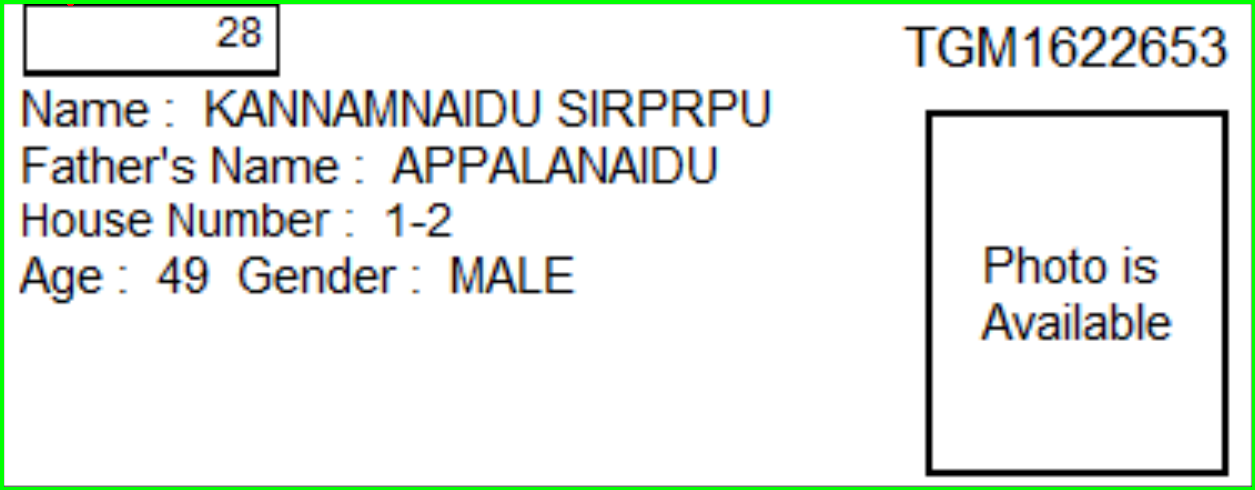 28
TGM1622653
Name : KANNAMNAIDU SIRPRPU
Father's Name : APPALANAIDU
House Number : 1-2
Age : 49 Gender : MALE
Photo is
Available